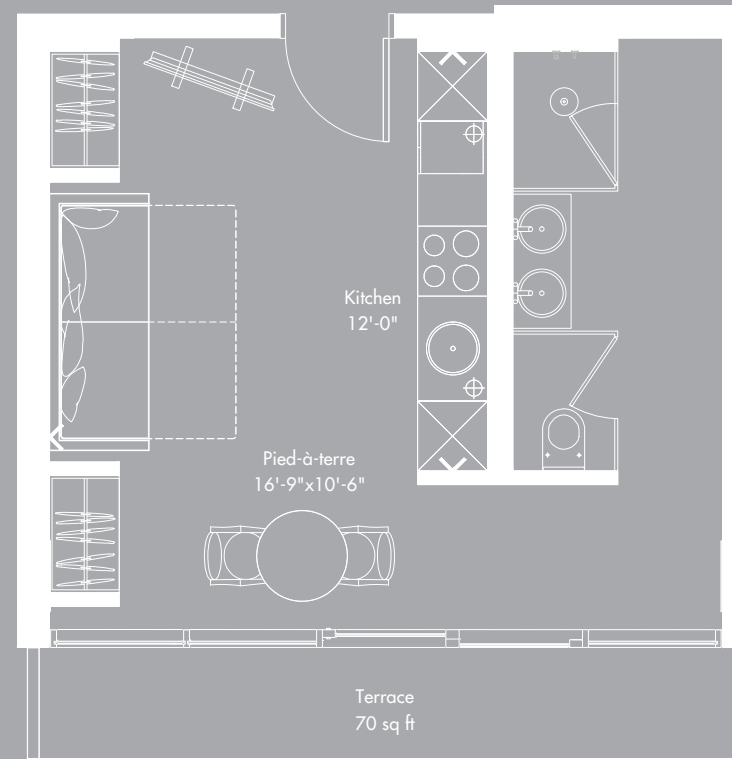 Kitchen
12'-0"
Pied-à-terre
16'-9"x10'-6"
Terrace
70 sq ft